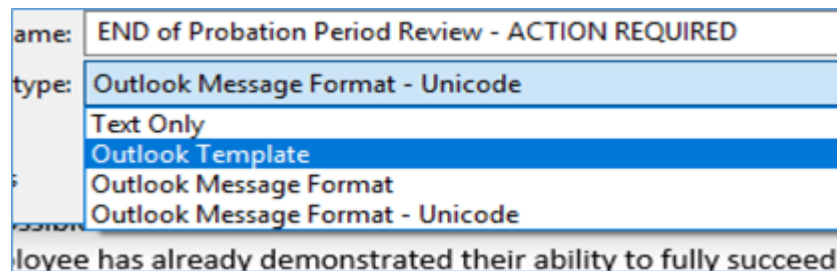 ame: END of Probation Period Review - ACTION REQUIRED
type: Outlook Message Format - Unicode
Text Only
Outlook Template
Outlook Message Format
Outlook Message Format - Unicode
loyee has already demonstrated their ability to fully succeed